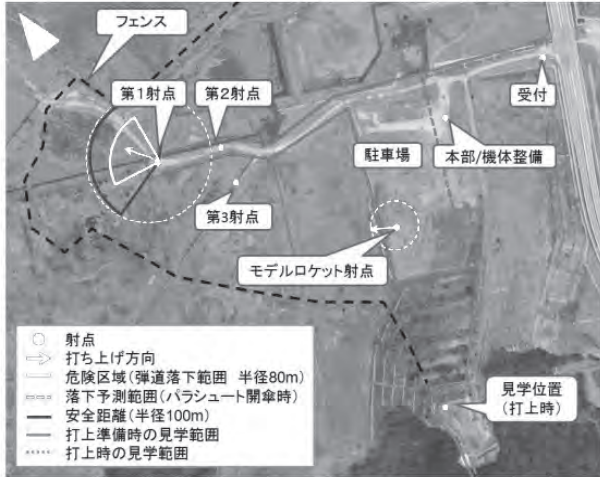 フェンス
第1射点
第2射点
受付
駐車場
本部/機体整備
第3射点
モデルロケット射点
見学位置
(打上時)
射点
打ち上げ方向
危険区域(弾道落下範囲 半径80m)
落下予測範囲(パラシュート開傘時)
安全距離(半径100m)
打上準備時の見学範囲
打上時の見学範囲